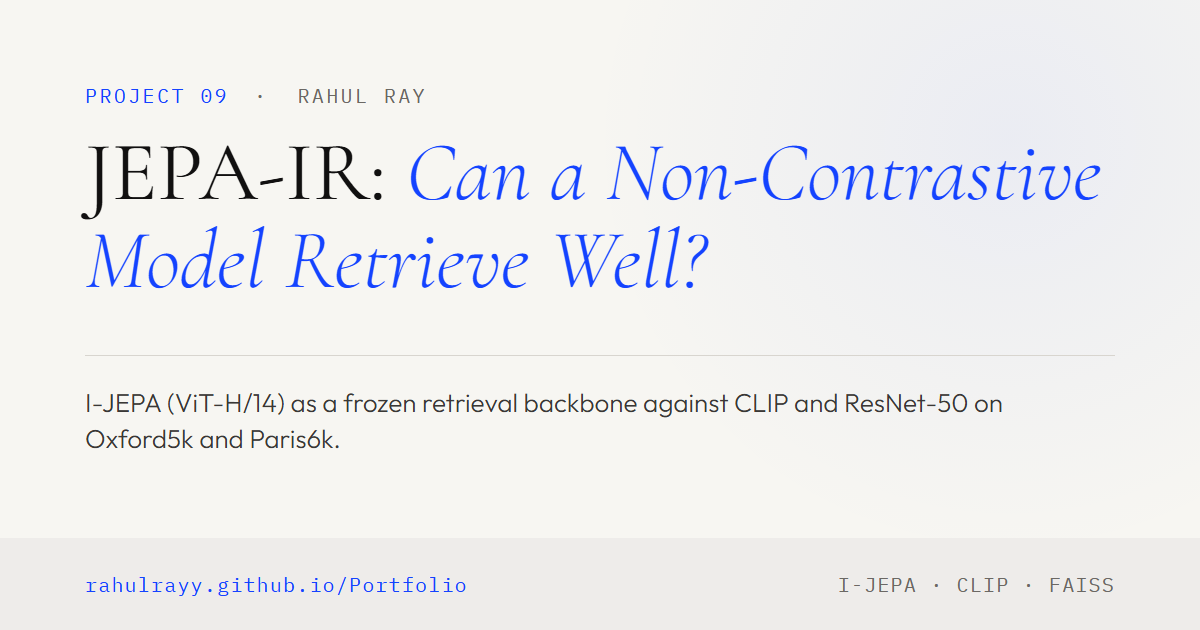 PROJECT 09 · RAHUL RAY
JEPA-IR: Can a Non-Contrastive
Model Retrieve Well?
I-JEPA (ViT-H/14) as a frozen retrieval backbone against CLIP and ResNet-50 on
Oxford5k and Paris6k.
rahulrayy.github.io/Portfolio
I-JEPA · CLIP · FAISS